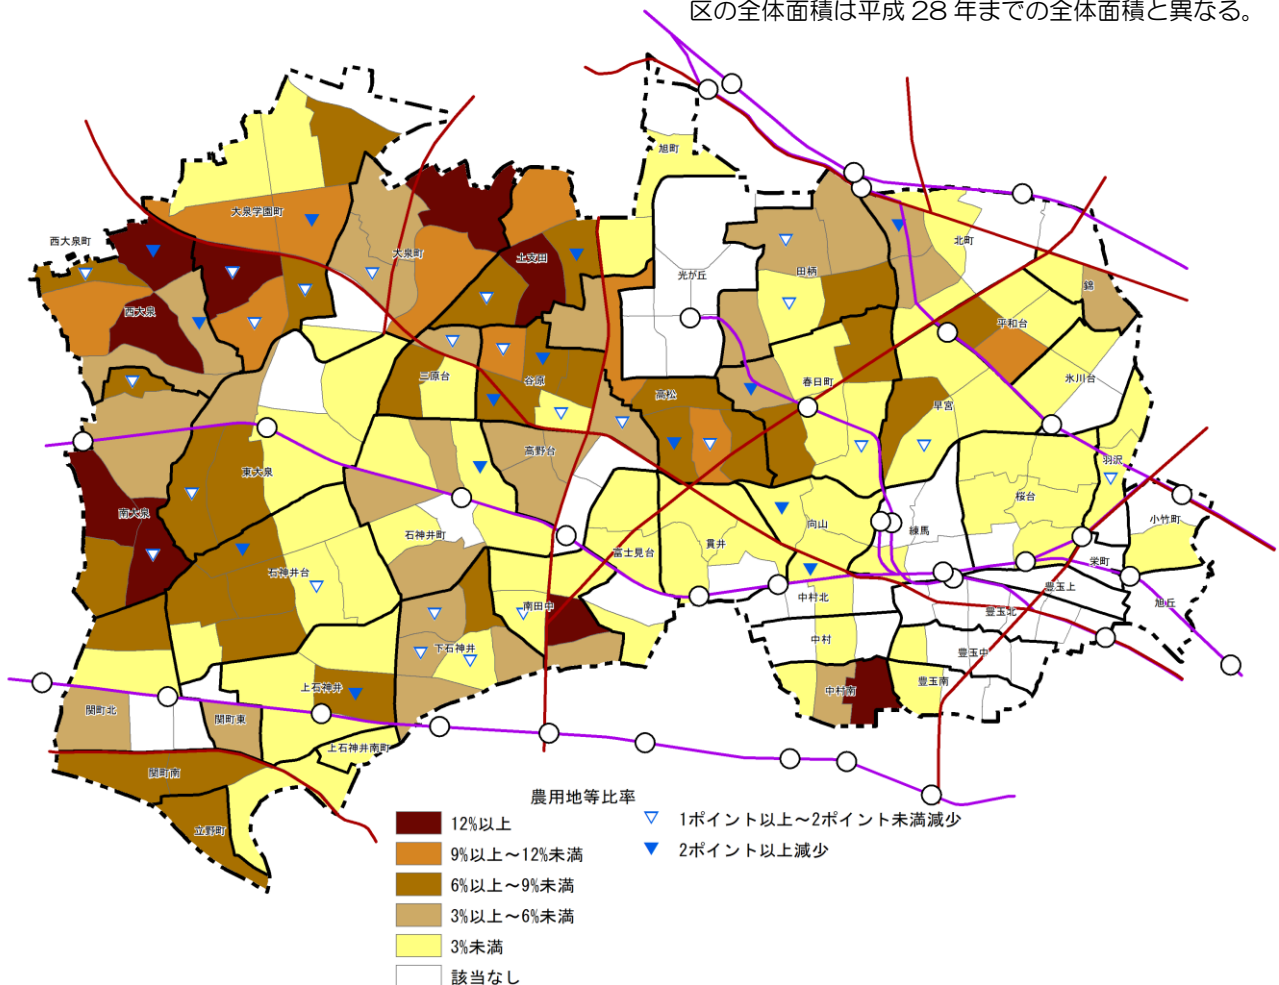 区の全体面積は平成 28 年までの全体面積と異なる。
旭町
大泉学園町
西大泉町
大泉町
土支田
北町
光が丘
田柄
錦
西大泉
平和台
三原台
谷原
高松
春日町
氷川台
早宮
東大泉
高野台
羽沢
南大泉
桜台
小竹町
石神井町
向山
練馬
富士見台
貫井
石神井台
栄町
豊玉上
中村北
旭丘
南田中
豊玉北
中村
下石神井
豊玉中
上石神井
中村南
豊玉南
関町北
関町東
上石神井南町
関町南
立野町
農用地等比率
12%以上
9%以上～12%未満
6%以上～9%未満
3%以上～6%未満
3%未満
該当なし
1ポイント以上～2ポイント未満減少
2ポイント以上減少